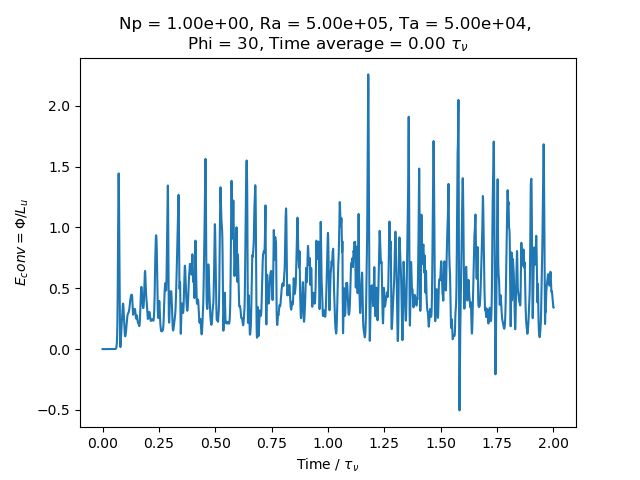 Np = 1.00e+00, Ra = 5.00e+05, Ta = 5.00e+04,
Phi = 30, Time average = 0.00 τ_ν
2.0
1.5
1.0
0.5
0.0
−0.5
E_conv = Φ/L_u
0.00 0.25 0.50 0.75 1.00 1.25 1.50 1.75 2.00
Time / τ_ν